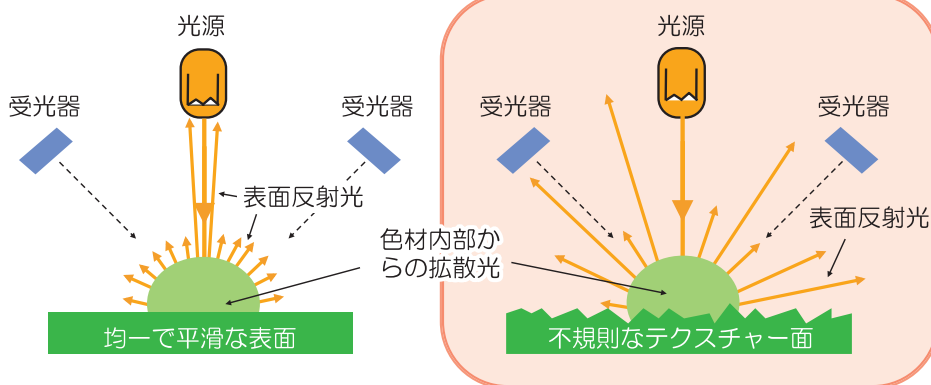 光源
受光器
受光器
表面反射光
均一で平滑な表面
色材内部か
らの拡散光
光源
受光器
受光器
表面反射光
不規則なテクスチャー面